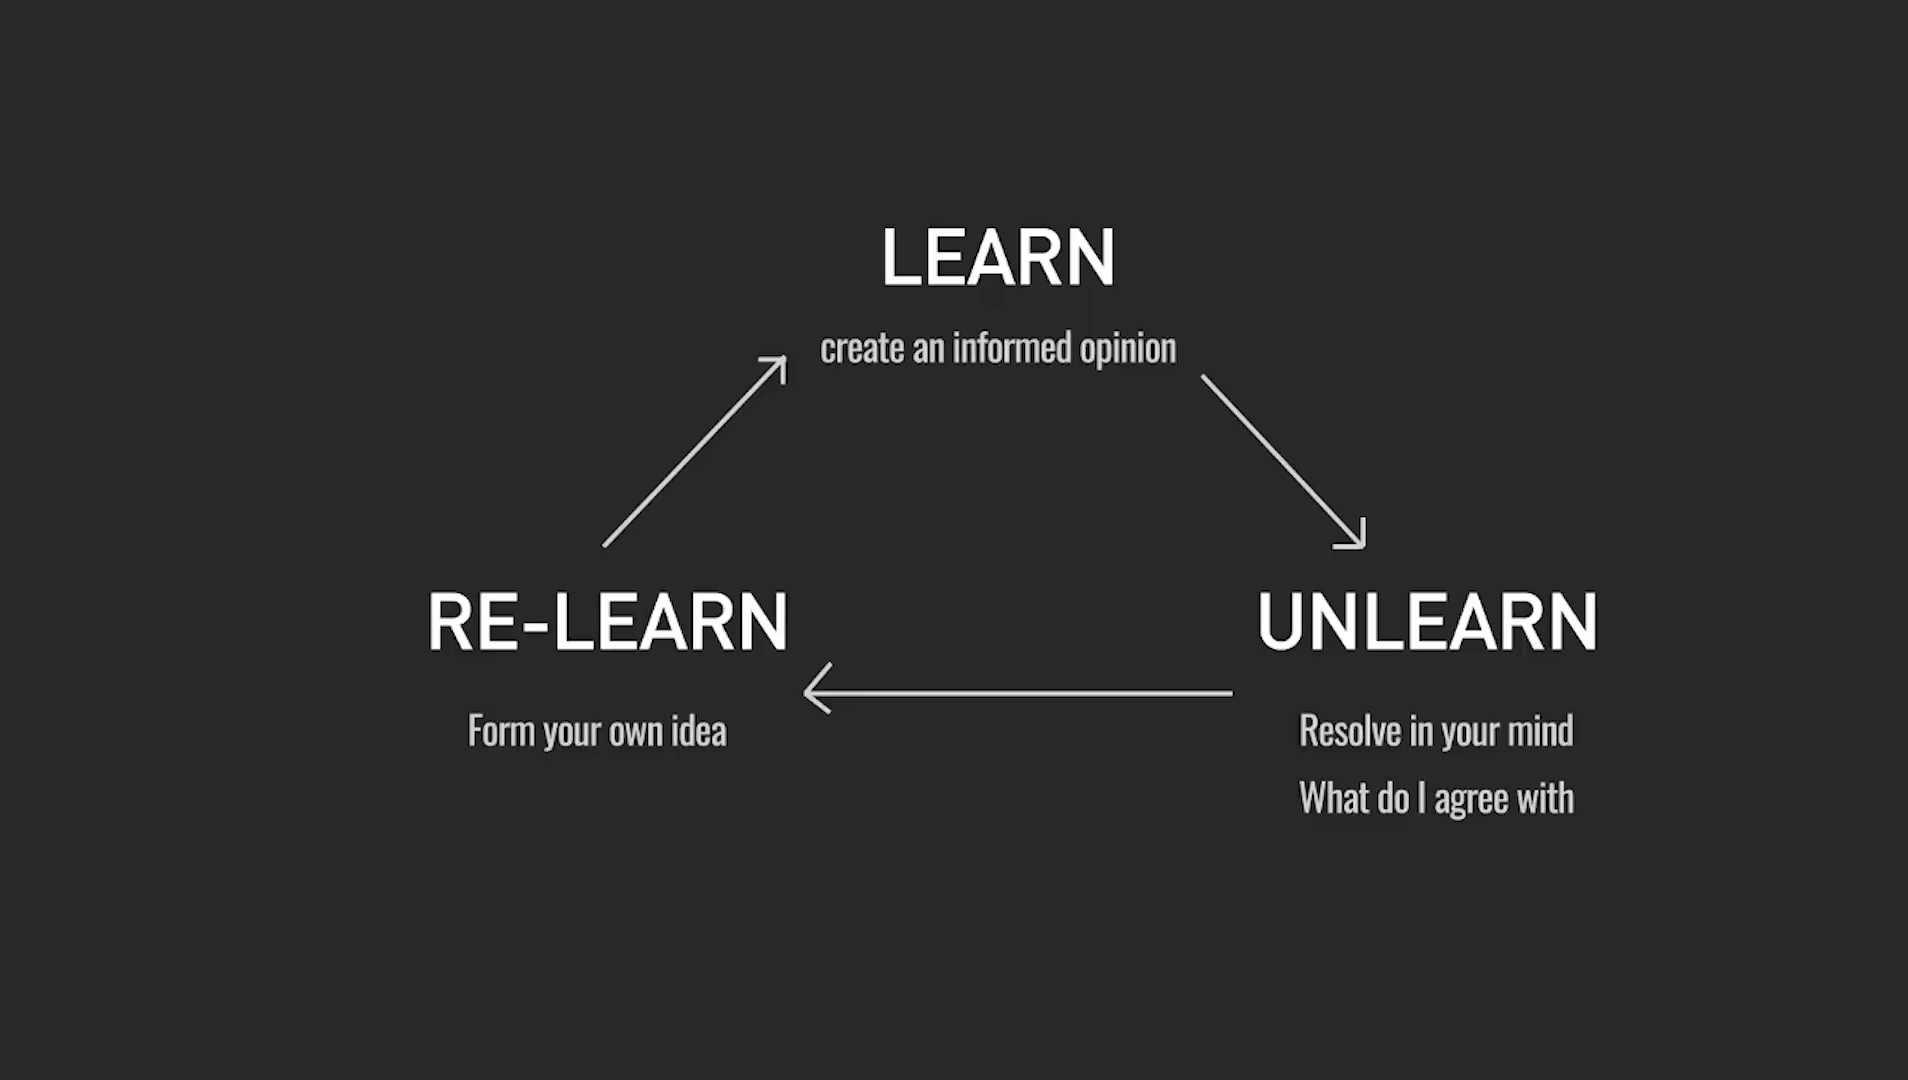 LEARN
create an informed opinion
RE-LEARN
UNLEARN
Form your own idea
Resolve in your mind
What do I agree with